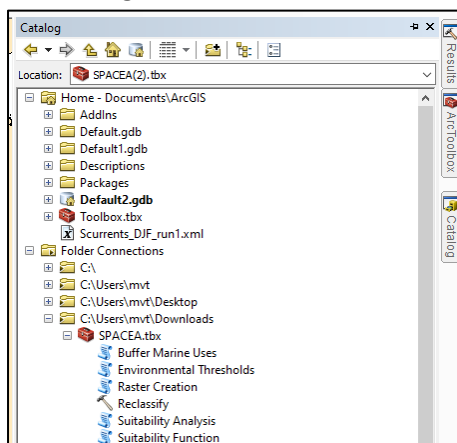 Catalog
Location: SPACEA(2).tbx
Home - Documents\ArcGIS
AddIns
Default.gdb
Default1.gdb
Descriptions
Packages
Default2.gdb
Toolbox.tbx
Scurrents_DJF_run1.xml
Folder Connections
C:\
C:\Users\mvt
C:\Users\mvt\Desktop
C:\Users\mvt\Downloads
SPACEA.tbx
Buffer Marine Uses
Environmental Thresholds
Raster Creation
Reclassify
Suitability Analysis
Suitability Function
Results
ArcToolbox
Catalog